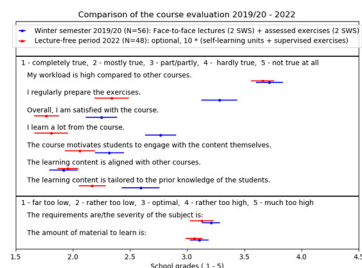 Comparison of the course evaluation 2019/20 - 2022
Winter semester 2019/20 (N=56): Face-to-face lectures (2 SWS) + assessed exercises (2 SWS)
Lecture-free period 2022 (N=48): optional, 10 * (self-learning units + supervised exercises)
1 - completely true, 2 - mostly true, 3 - part/partly, 4 - hardly true, 5 - not true at all
My workload is high compared to other courses.
I regularly prepare the exercises.
Overall, I am satisfied with the course.
I learn a lot from the course.
The course motivates students to engage with the content themselves.
The learning content is aligned with other courses.
The learning content is tailored to the prior knowledge of the students.
1 - far too low, 2 - rather too low, 3 - optimal, 4 - rather too high, 5 - much too high
The requirements are/the severity of the subject is:
The amount of material to learn is:
1.5 2.0 2.5 3.0 3.5 4.0 4.5
School grades ( 1 - 5)